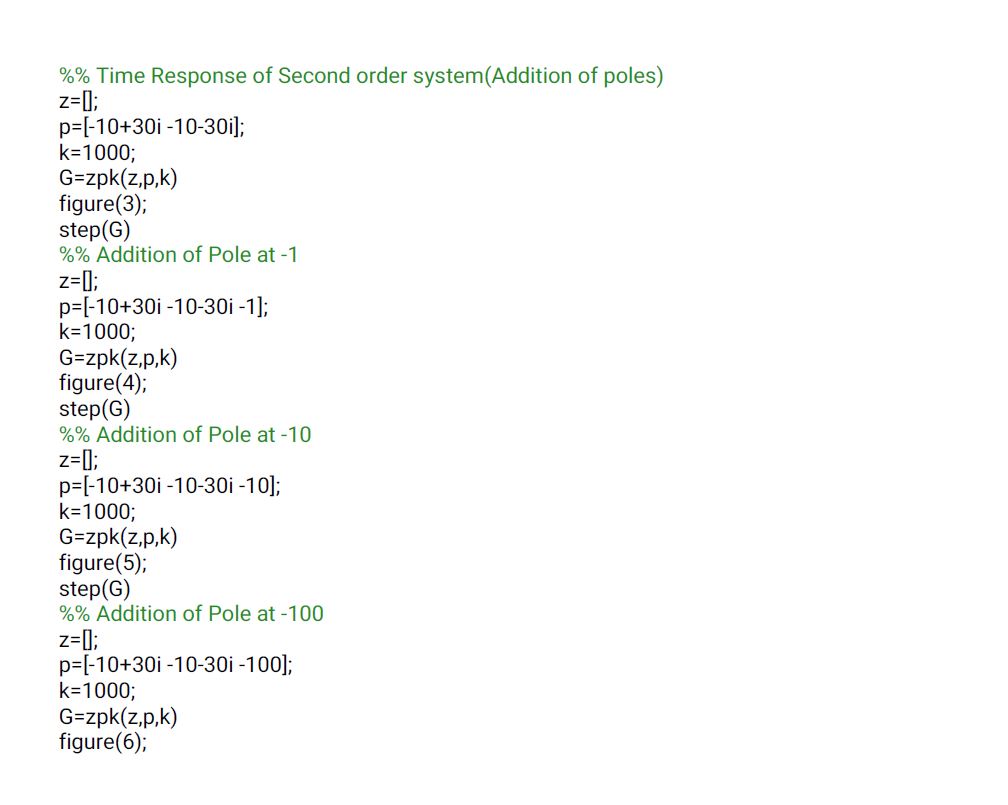 %% Time Response of Second order system(Addition of poles)
z=[];
p=[-10+30i -10-30i];
k=1000;
G=zpk(z,p,k)
figure(3);
step(G)
%% Addition of Pole at -1
z=[];
p=[-10+30i -10-30i -1];
k=1000;
G=zpk(z,p,k)
figure(4);
step(G)
%% Addition of Pole at -10
z=[];
p=[-10+30i -10-30i -10];
k=1000;
G=zpk(z,p,k)
figure(5);
step(G)
%% Addition of Pole at -100
z=[];
p=[-10+30i -10-30i -100];
k=1000;
G=zpk(z,p,k)
figure(6);